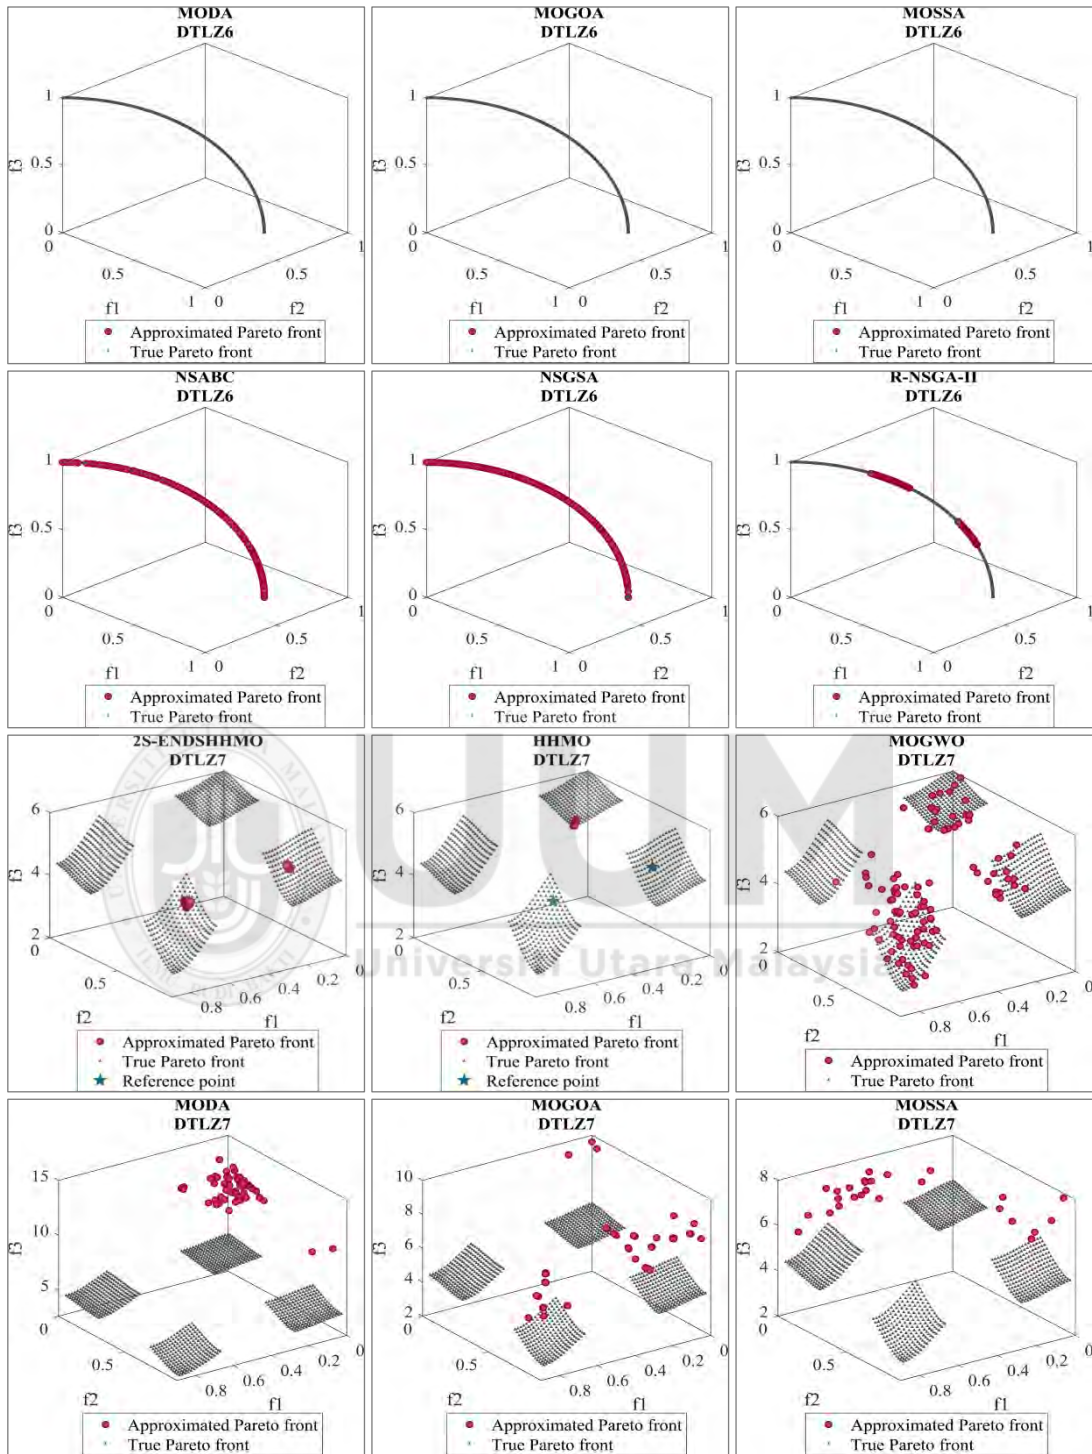 MODA
DTLZ6
1
0.5
0
f3
0
0.5
1
0
0.5
1
f1
f2
Approximated Pareto front
True Pareto front
MOGOA
DTLZ6
1
0.5
0
f3
0
0.5
1
0
0.5
1
f1
f2
Approximated Pareto front
True Pareto front
MOSSA
DTLZ6
1
0.5
0
f3
0
0.5
1
0
0.5
1
f1
f2
Approximated Pareto front
True Pareto front
NSABC
DTLZ6
1
0.5
0
f3
0
0.5
1
0
0.5
1
f1
f2
Approximated Pareto front
True Pareto front
NSGSA
DTLZ6
1
0.5
0
f3
0
0.5
1
0
0.5
1
f1
f2
Approximated Pareto front
True Pareto front
R-NSGA-II
DTLZ6
1
0.5
0
f3
0
0.5
1
0
0.5
1
f1
f2
Approximated Pareto front
True Pareto front
2S-ENDSHHMO
DTLZ7
6
4
2
f3
0
0.5
0.8
0.6
0.4
0.2
0
f2
f1
Approximated Pareto front
True Pareto front
Reference point
HHMO
DTLZ7
6
4
2
f3
0
0.5
0.8
0.6
0.4
0.2
0
f2
f1
Approximated Pareto front
True Pareto front
Reference point
MOGWO
DTLZ7
6
4
2
f3
0
0.5
0.8
0.6
0.4
0.2
0
f2
f1
Approximated Pareto front
True Pareto front
UUM
Universiti Utara Malaysia
MODA
DTLZ7
15
10
5
f3
0
0.5
0.8
0.6
0.4
0.2
0
f2
f1
Approximated Pareto front
True Pareto front
MOGOA
DTLZ7
10
8
6
4
2
f3
0
0.5
0.8
0.6
0.4
0.2
0
f2
f1
Approximated Pareto front
True Pareto front
MOSSA
DTLZ7
8
6
4
2
f3
0
0.5
0.8
0.6
0.4
0.2
0
f2
f1
Approximated Pareto front
True Pareto front